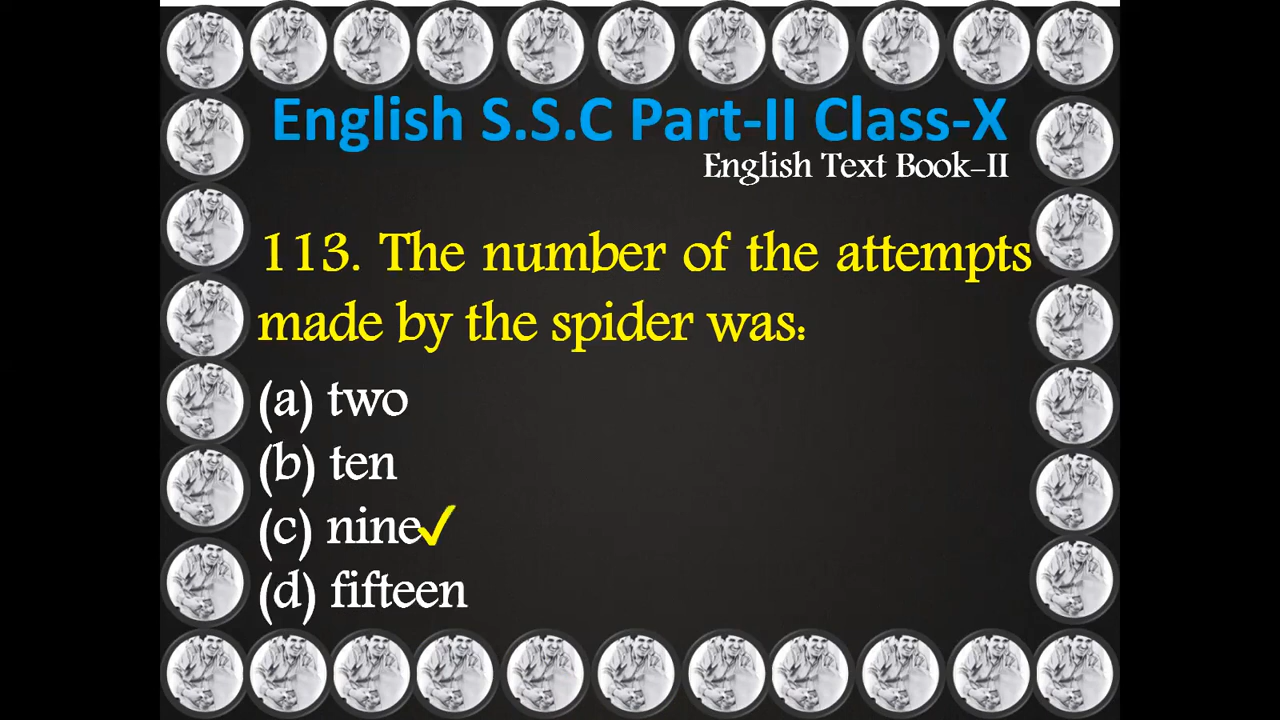 English S.S.C Part-II Class-X
English Text Book-II
113. The number of the attempts
made by the spider was:
(a) two
(b) ten
(c) nine✓
(d) fifteen